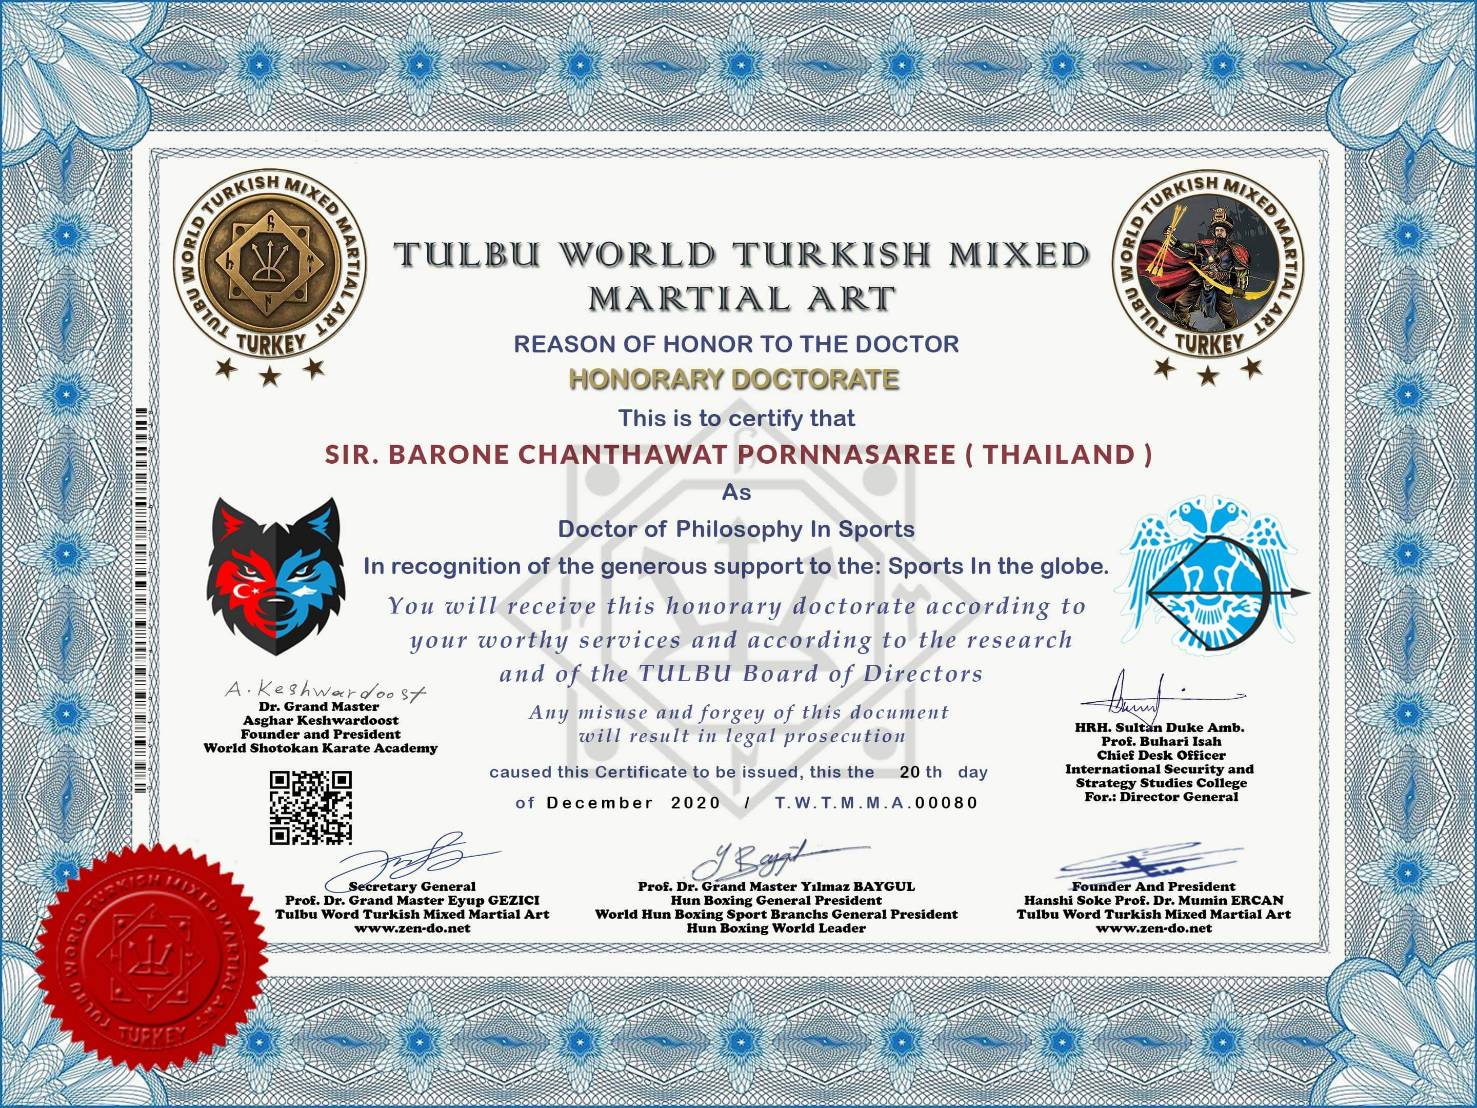 TULBU WORLD TURKISH MIXED MARTIAL ART
TURKEY
TULBU WORLD TURKISH MIXED MARTIAL ART
TURKEY
TULBU WORLD TURKISH MIXED
MARTIAL ART
REASON OF HONOR TO THE DOCTOR
HONORARY DOCTORATE
This is to certify that
SIR. BARONE CHANTHAWAT PORNNASAREE ( THAILAND )
As
Doctor of Philosophy In Sports
In recognition of the generous support to the: Sports In the globe.
You will receive this honorary doctorate according to
your worthy services and according to the research
and of the TULBU Board of Directors
Any misuse and forgey of this document
will result in legal prosecution
caused this Certificate to be issued, this the 20 th day
of December 2020 / T.W.T.M.M.A.00080
A. Keshwardoost
Dr. Grand Master
Asghar Keshwardoost
Founder and President
World Shotokan Karate Academy
HRH. Sultan Duke Amb.
Prof. Buhari Isah
Chief Desk Officer
International Security and
Strategy Studies College
For.: Director General
Secretary General
Prof. Dr. Grand Master Eyup GEZICI
Tulbu Word Turkish Mixed Martial Art
www.zen-do.net
Y Baygul
Prof. Dr. Grand Master Yılmaz BAYGUL
Hun Boxing General President
World Hun Boxing Sport Branchs General President
Hun Boxing World Leader
Founder And President
Hanshi Soke Prof. Dr. Mumin ERCAN
Tulbu Word Turkish Mixed Martial Art
www.zen-do.net
TULBU WORLD TURKISH MIXED MARTIAL ART
TURKEY